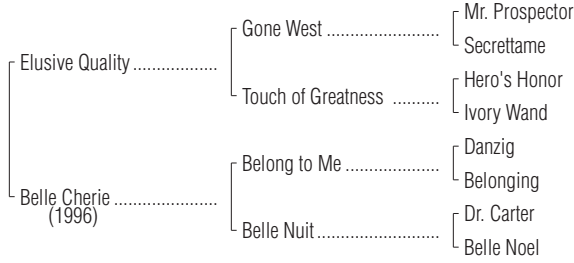 Mr. Prospector
Gone West ........................
Secrettame
Elusive Quality ..................
Hero's Honor
Touch of Greatness ..........
Ivory Wand
Danzig
Belong to Me ....................
Belonging
Belle Cherie ......................
(1996)
Dr. Carter
Belle Nuit ..........................
Belle Noel